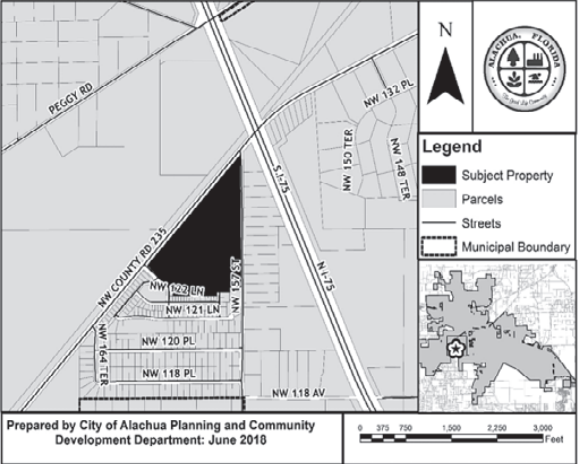 PEGGY RD
NW 132 PL
NW 150 TER
NW 148 TER
S I-75
N I-75
NW COUNTY RD 235
NW 157 ST
NW 122 LN
NW 121 LN
NW 120 PL
NW 164 TER
NW 118 PL
NW 118 AV
N
ALACHUA, FLORIDA
Legend
Subject Property
Parcels
Streets
Municipal Boundary
Prepared by City of Alachua Planning and Community
Development Department: June 2018
0 375 750 1,500 2,250 3,000
Feet